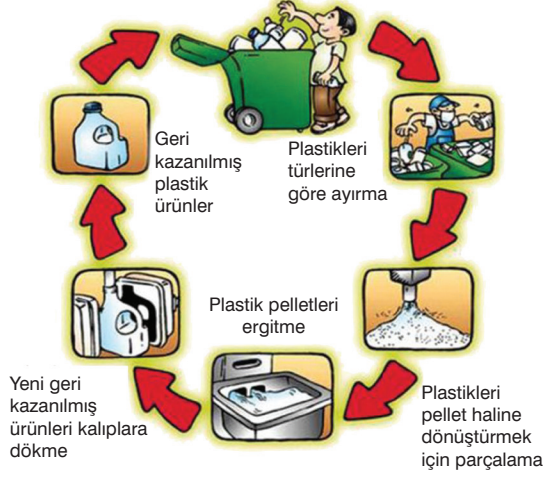 Geri
kazanılmış
plastik
ürünler
Plastikleri
türlerine
göre ayırma
Plastik pelletleri
ergitme
Yeni geri
kazanılmış
ürünleri kalıplara
dökme
Plastikleri
pellet haline
dönüştürmek
için parçalama